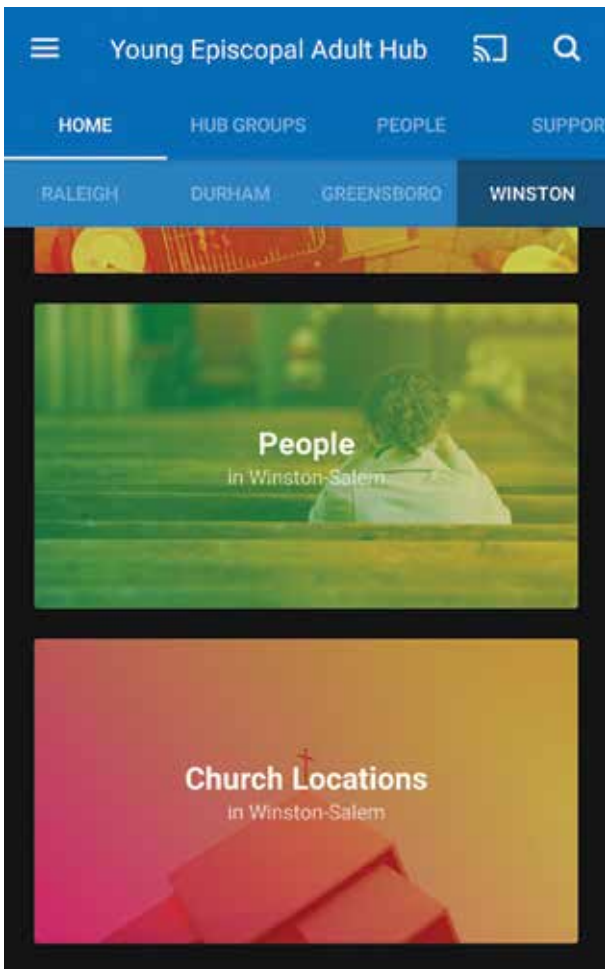 Young Episcopal Adult Hub
HOME HUB GROUPS PEOPLE SUPPOR
RALEIGH DURHAM GREENSBORO WINSTON
People
in Winston-Salem
Church Locations
in Winston-Salem